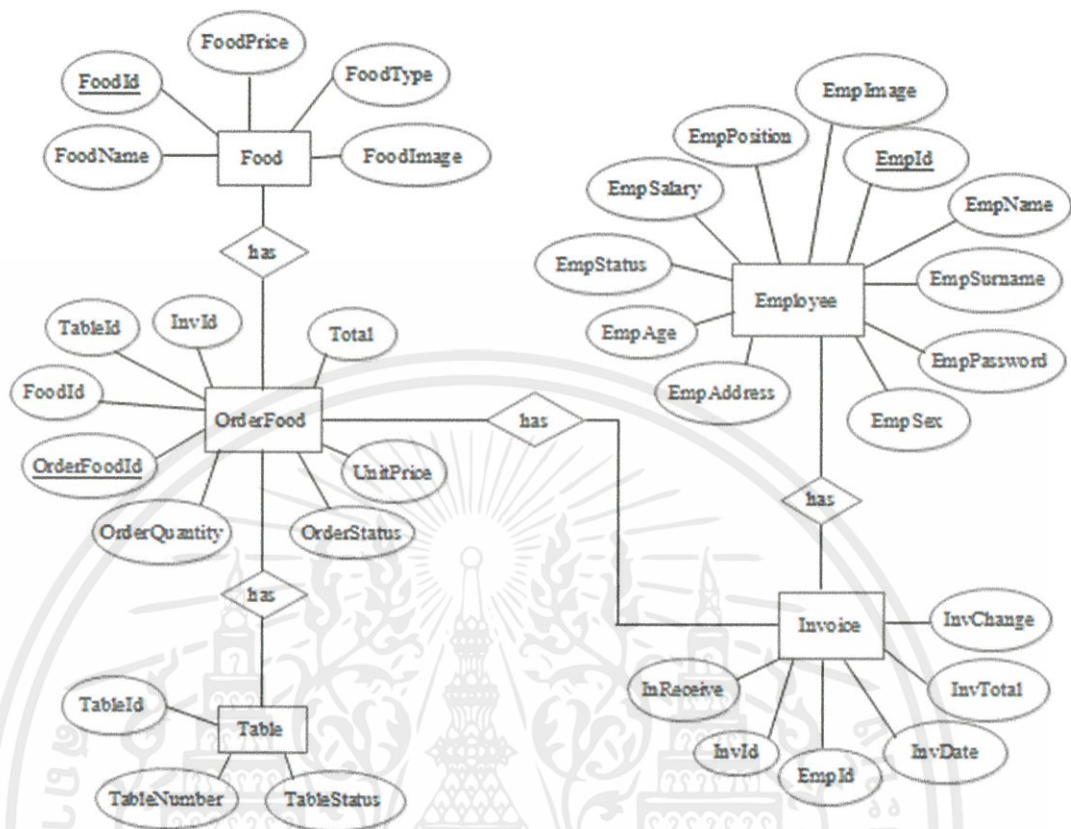 FoodPrice
FoodId
FoodType
FoodName
Food
FoodImage
has
TableId
InvId
Total
FoodId
OrderFood
OrderFoodId
UnitPrice
OrderQuantity
OrderStatus
has
has
TableId
Table
TableNumber
TableStatus
EmpImage
EmpPosition
EmpId
EmpSalary
EmpName
EmpStatus
Employee
EmpSurname
EmpAge
EmpPassword
EmpAddress
EmpSex
has
Invoice
InvChange
InReceive
InvTotal
InvId
EmpId
InvDate